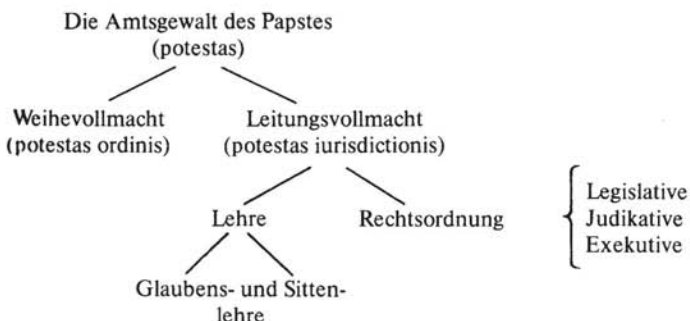 Die Amtsgewalt des Papstes
(potestas)
Weihevollmacht
(potestas ordinis)
Leitungsvollmacht
(potestas iurisdictionis)
Lehre
Rechtsordnung
Legislative
Judikative
Exekutive
Glaubens- und Sitten-
lehre